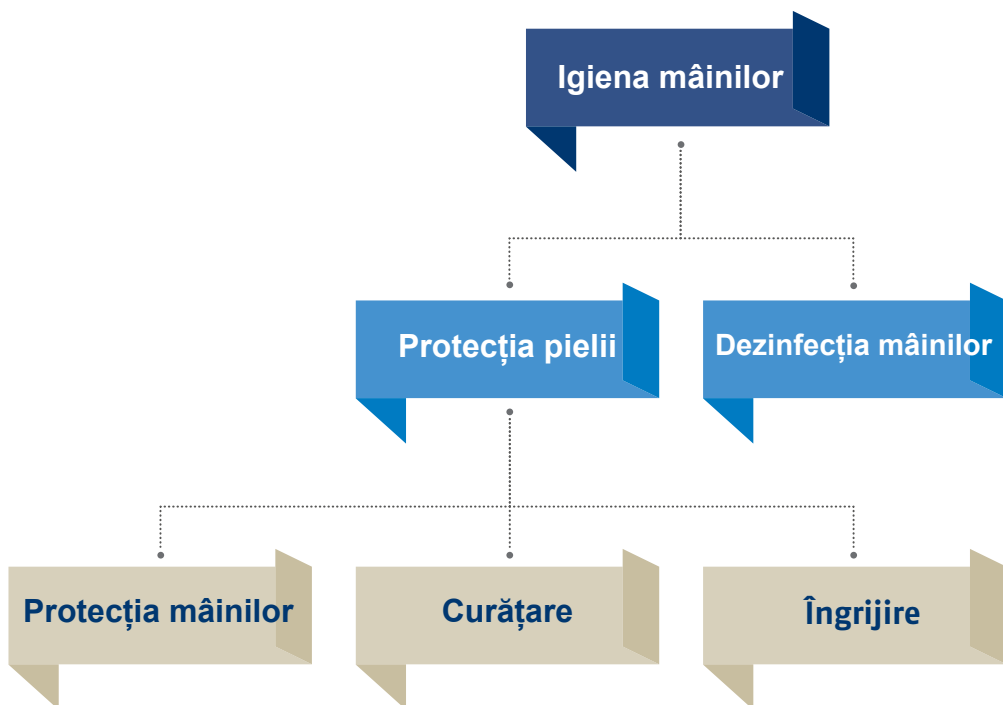 Igiena mâinilor
Protecția pielii
Dezinfecția mâinilor
Protecția mâinilor
Curățare
Îngrijire